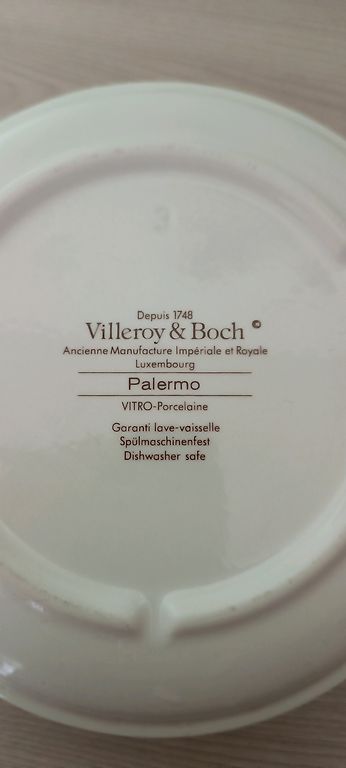 Depuis 1748
Villeroy & Boch ©
Ancienne Manufacture Impériale et Royale
Luxembourg
Palermo
VITRO-Porcelaine
Garanti lave-vaisselle
Spülmaschinenfest
Dishwasher safe